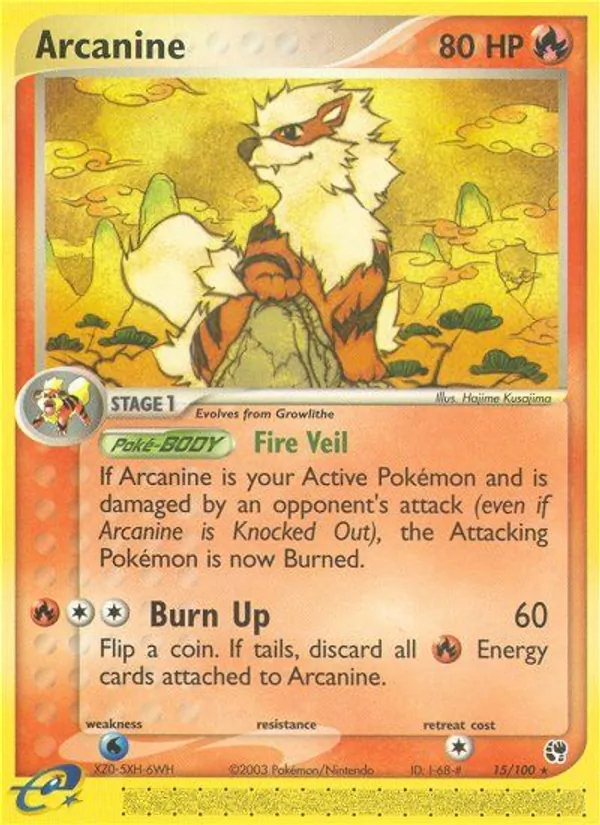 Arcanine 80 HP
Illus. Hajime Kusajima
STAGE 1
Evolves from Growlithe
Poké-BODY Fire Veil
If Arcanine is your Active Pokémon and is
damaged by an opponent's attack (even if
Arcanine is Knocked Out), the Attacking
Pokémon is now Burned.
Burn Up 60
Flip a coin. If tails, discard all Energy
cards attached to Arcanine.
weakness resistance retreat cost
XZ0-5XH-6WH ©2003 Pokémon/Nintendo ID: I-68-# 15/100 ★
e